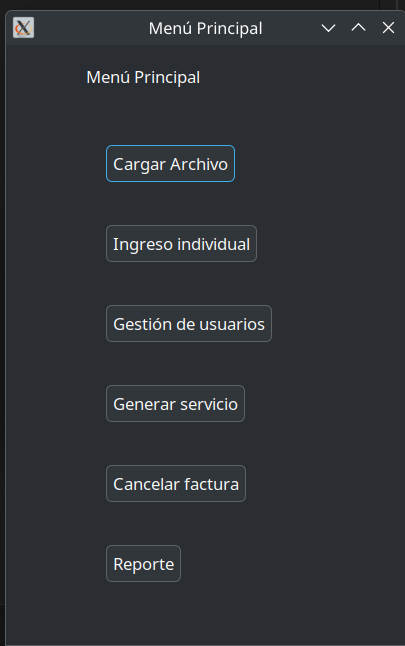 Menú Principal
Menú Principal
Cargar Archivo
Ingreso individual
Gestión de usuarios
Generar servicio
Cancelar factura
Reporte